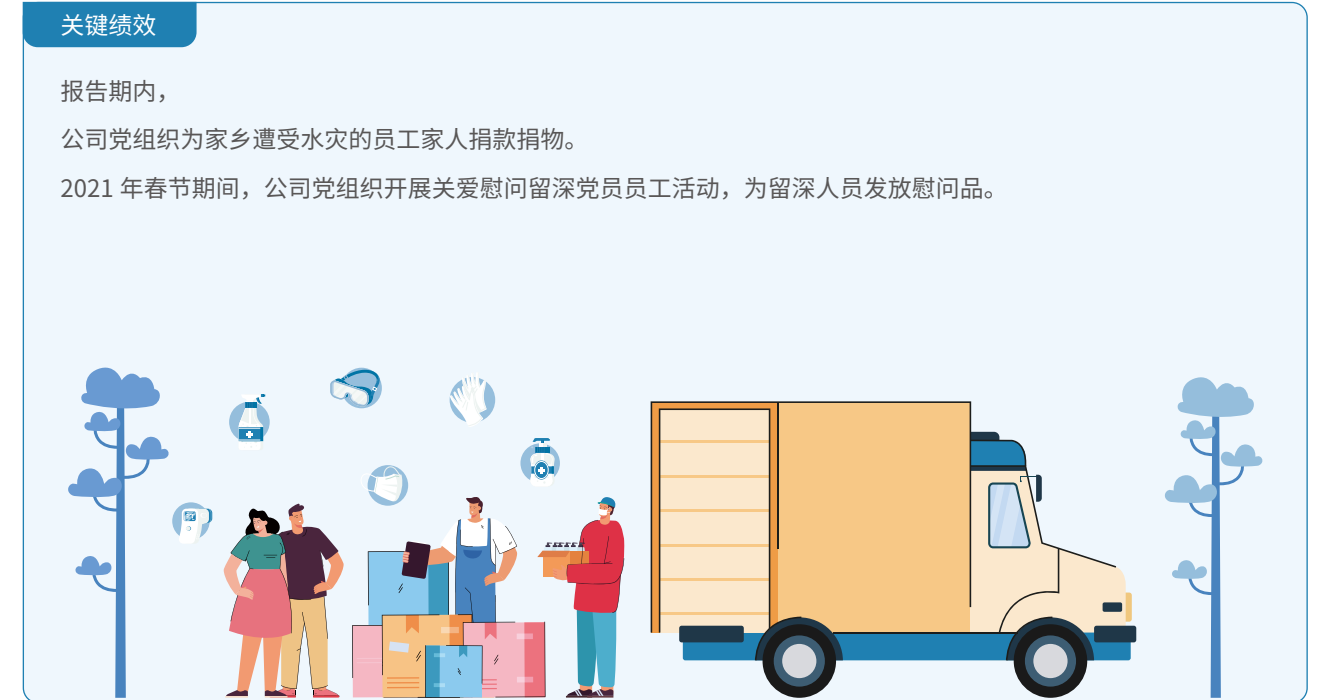 关键绩效
报告期内，
公司党组织为家乡遭受水灾的员工家人捐款捐物。
2021 年春节期间，公司党组织开展关爱慰问留深党员员工活动，为留深人员发放慰问品。